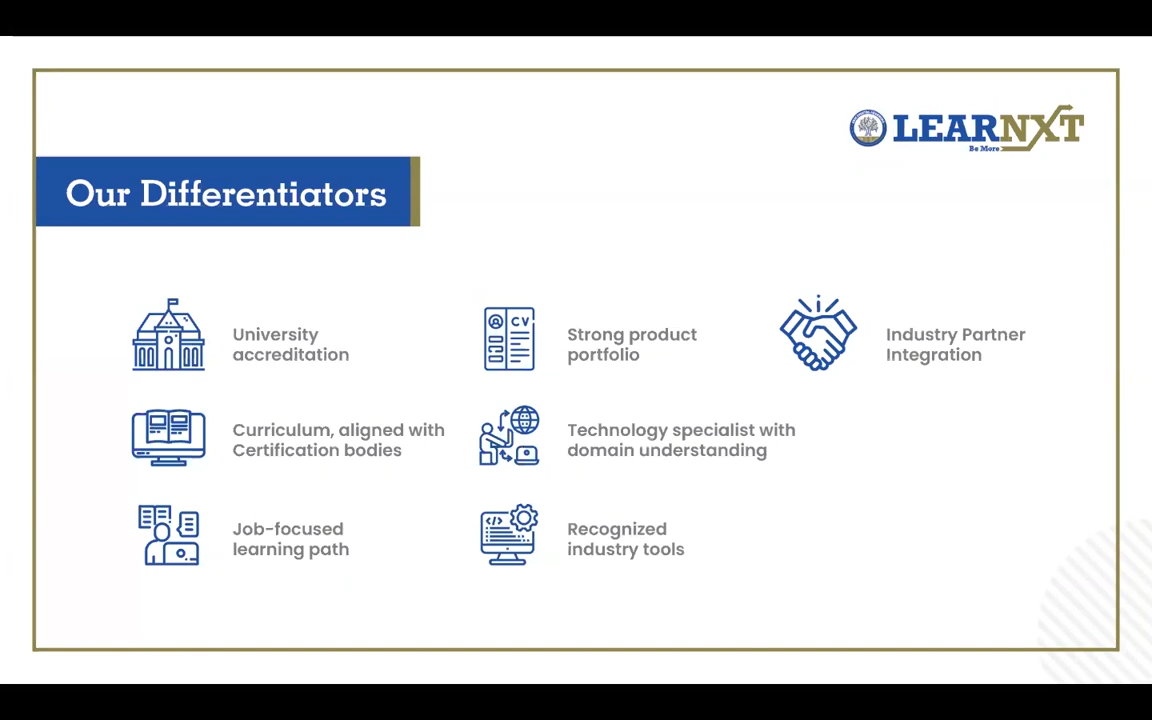 LEARNXT
Be More
Our Differentiators
University
accreditation
CV
Strong product
portfolio
Industry Partner
Integration
Curriculum, aligned with
Certification bodies
Technology specialist with
domain understanding
Job-focused
learning path
</>
Recognized
industry tools